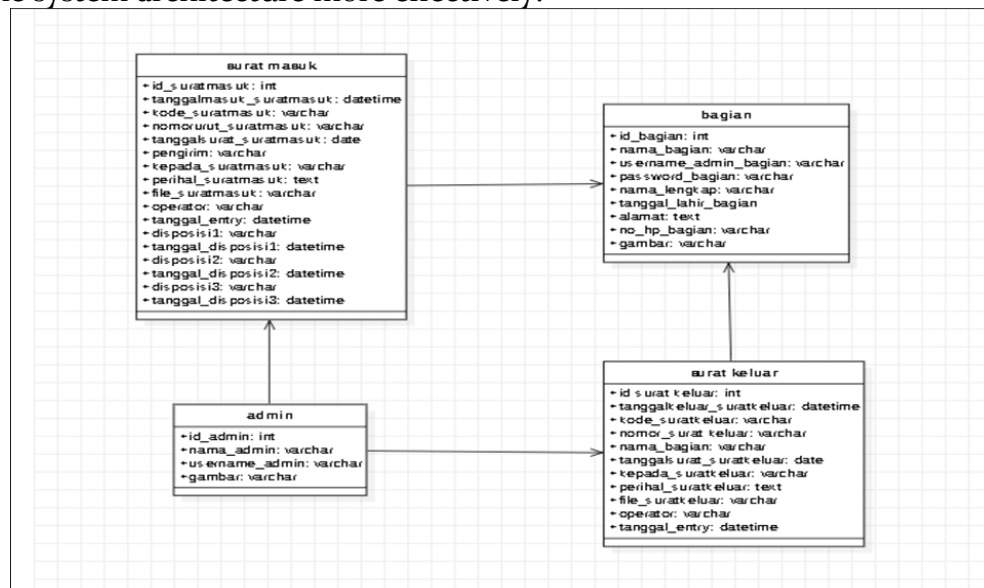 surat masuk
+id_suratmasuk: int
+tanggalmasuk_suratmasuk: datetime
+kode_suratmasuk: varchar
+nomorurut_suratmasuk: varchar
+tanggalsurat_suratmasuk: date
+pengirim: varchar
+kepada_suratmasuk: varchar
+perihal_suratmasuk: text
+file_suratmasuk: varchar
+operator: varchar
+tanggal_entry: datetime
+disposisi1: varchar
+tanggal_disposisi1: datetime
+disposisi2: varchar
+tanggal_disposisi2: datetime
+disposisi3: varchar
+tanggal_disposisi3: datetime
bagian
+id_bagian: int
+nama_bagian: varchar
+username_admin_bagian: varchar
+password_bagian: varchar
+nama_lengkap: varchar
+tanggal_lahir_bagian
+alamat: text
+no_hp_bagian: varchar
+gambar: varchar
admin
+id_admin: int
+nama_admin: varchar
+username_admin: varchar
+gambar: varchar
surat keluar
+id surat keluar: int
+tanggalkeluar_suratkeluar: datetime
+kode_suratkeluar: varchar
+nomor_surat keluar: varchar
+nama_bagian: varchar
+tanggalsurat_suratkeluar: date
kepada_suratkeluar: varchar
+perihal_suratkeluar: text
+file_suratkeluar: varchar
+operator: varchar
+tanggal_entry: datetime